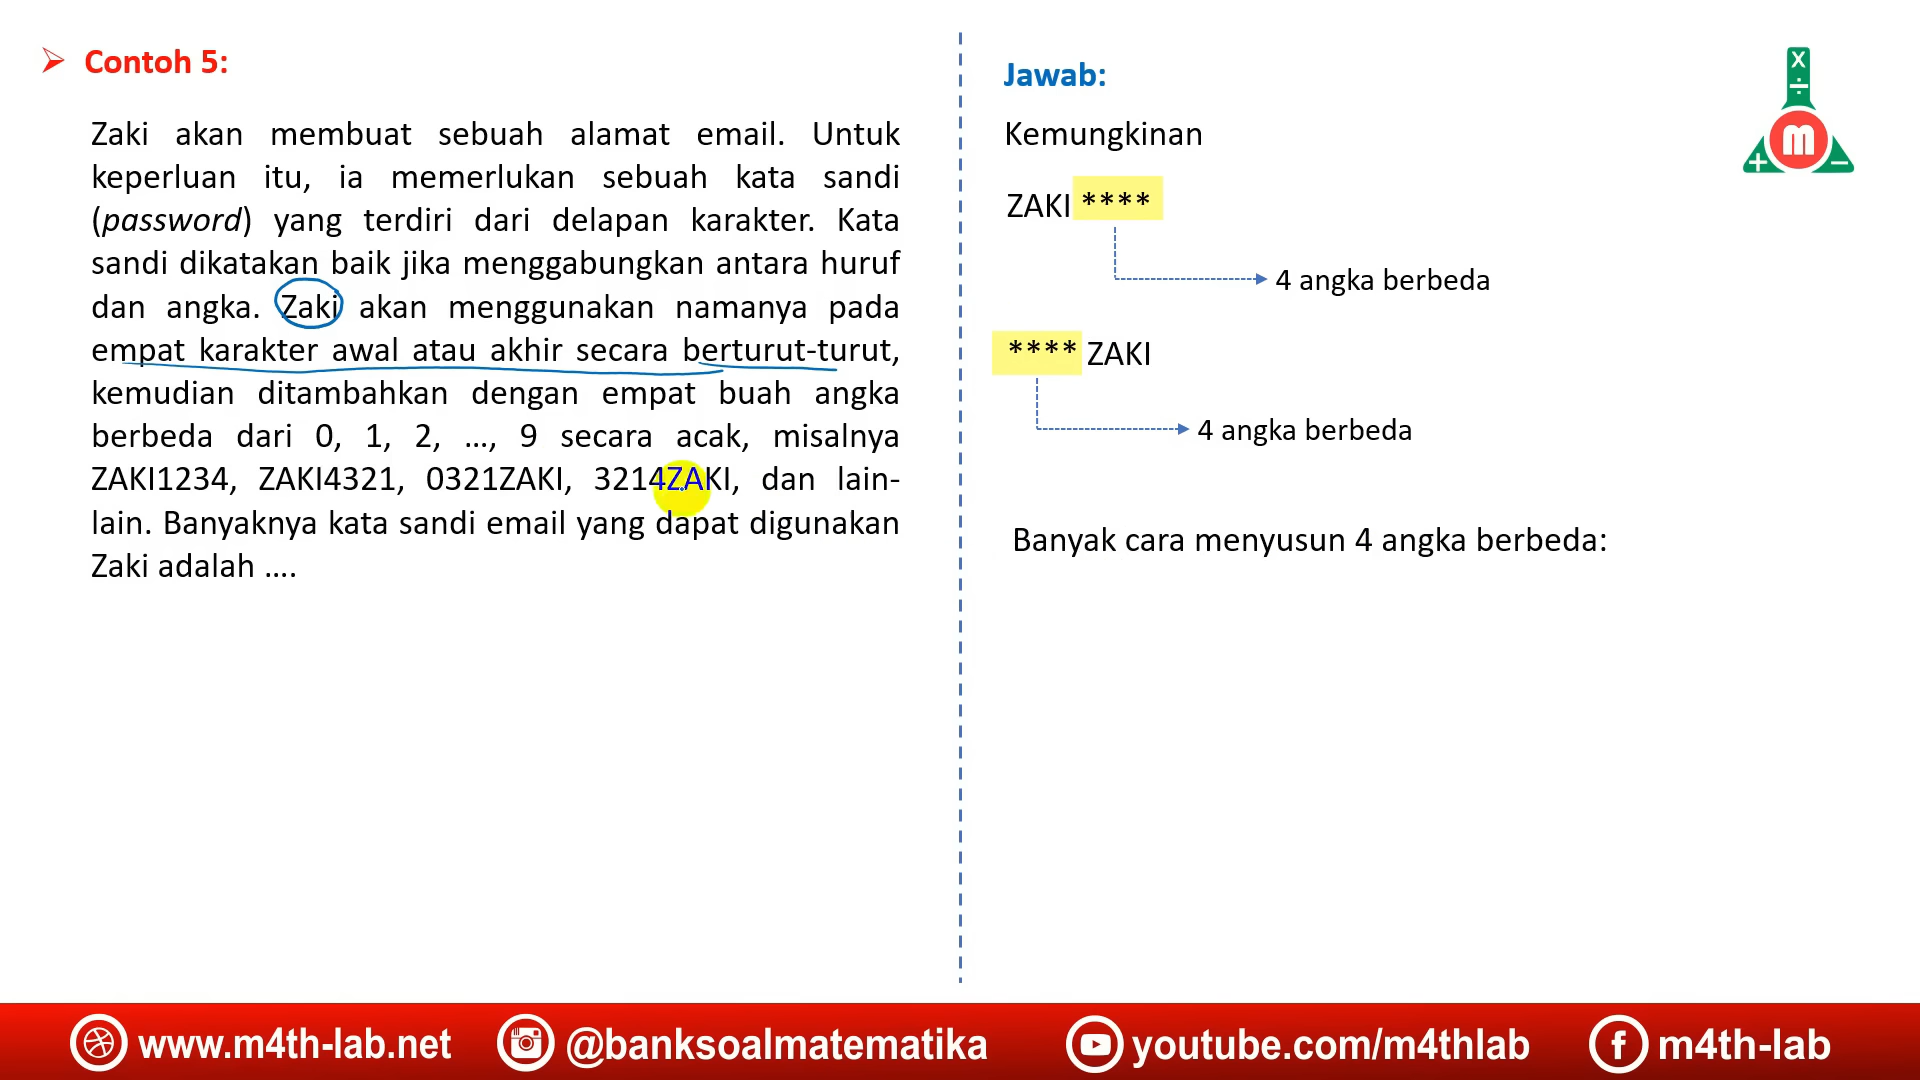 Contoh 5:
Zaki akan membuat sebuah alamat email. Untuk
keperluan itu, ia memerlukan sebuah kata sandi
(password) yang terdiri dari delapan karakter. Kata
sandi dikatakan baik jika menggabungkan antara huruf
dan angka. Zaki akan menggunakan namanya pada
empat karakter awal atau akhir secara berturut-turut,
kemudian ditambahkan dengan empat buah angka
berbeda dari 0, 1, 2, ..., 9 secara acak, misalnya
ZAKI1234, ZAKI4321, 0321ZAKI, 3214ZAKI, dan lain-
lain. Banyaknya kata sandi email yang dapat digunakan
Zaki adalah ....
Jawab:
Kemungkinan
ZAKI ****
4 angka berbeda
**** ZAKI
4 angka berbeda
Banyak cara menyusun 4 angka berbeda:
X
÷
m
+ −
www.m4th-lab.net
@banksoalmatematika
youtube.com/m4thlab
f m4th-lab